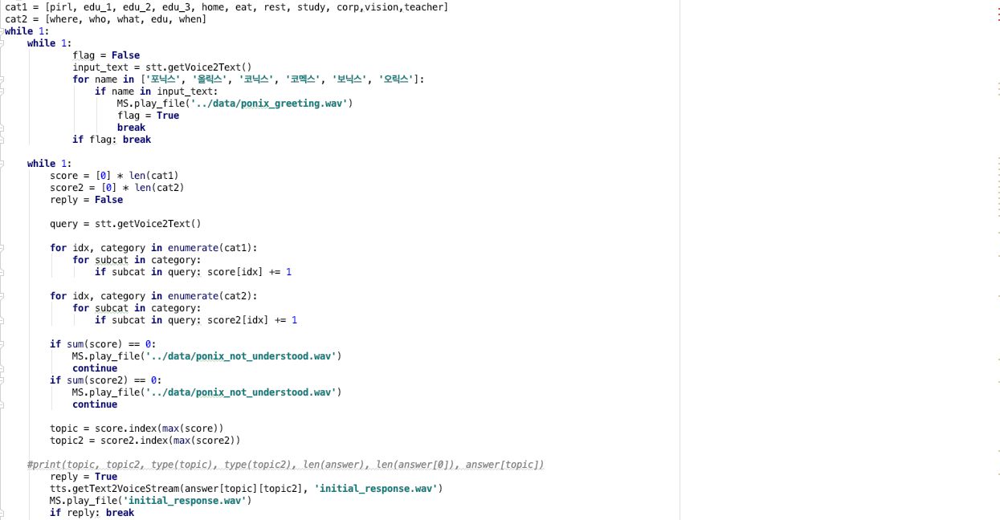 cat1 = [pirl, edu_1, edu_2, edu_3, home, eat, rest, study, corp,vision,teacher]
cat2 = [where, who, what, edu, when]
while 1:
    while 1:
            flag = False
            input_text = stt.getVoice2Text()
            for name in ['포닉스', '올릭스', '코닉스', '코멕스', '보닉스', '오릭스']:
                if name in input_text:
                    MS.play_file('../data/ponix_greeting.wav')
                    flag = True
                    break
            if flag: break

    while 1:
        score = [0] * len(cat1)
        score2 = [0] * len(cat2)
        reply = False

        query = stt.getVoice2Text()

        for idx, category in enumerate(cat1):
            for subcat in category:
                if subcat in query: score[idx] += 1

        for idx, category in enumerate(cat2):
            for subcat in category:
                if subcat in query: score2[idx] += 1

        if sum(score) == 0:
            MS.play_file('../data/ponix_not_understood.wav')
            continue
        if sum(score2) == 0:
            MS.play_file('../data/ponix_not_understood.wav')
            continue

        topic = score.index(max(score))
        topic2 = score2.index(max(score2))

    #print(topic, topic2, type(topic), type(topic2), len(answer), len(answer[0]), answer[topic])
        reply = True
        tts.getText2VoiceStream(answer[topic][topic2], 'initial_response.wav')
        MS.play_file('initial_response.wav')
        if reply: break